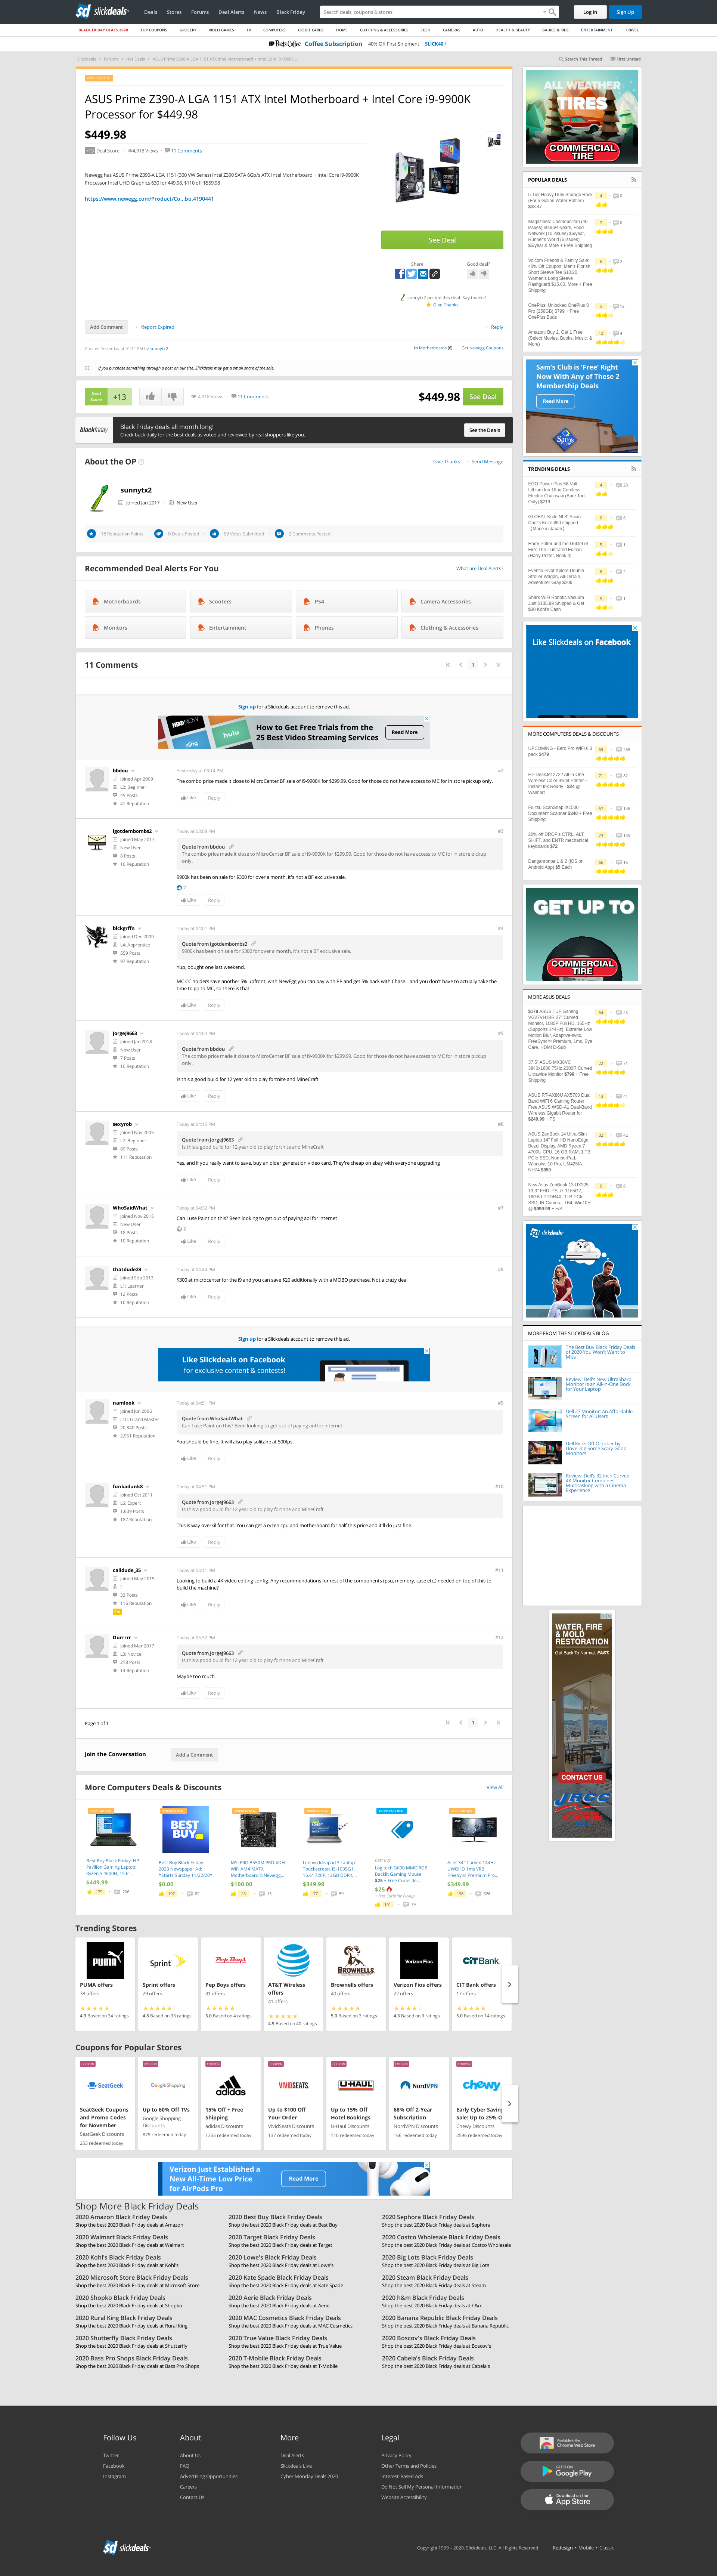 slickdeals
Deals Stores Forums Deal Alerts News Black Friday
Search deals, coupons & stores
Log In Sign Up
BLACK FRIDAY DEALS 2020 TOP COUPONS GROCERY VIDEO GAMES TV COMPUTERS CREDIT CARDS HOME CLOTHING & ACCESSORIES TECH CAMERAS AUTO HEALTH & BEAUTY BABIES & KIDS ENTERTAINMENT TRAVEL
Peet's Coffee Coffee Subscription 40% Off First Shipment SLICK40 ›
Slickdeals > Forums > Hot Deals > ASUS Prime Z390-A LGA 1151 ATX Intel Motherboard + Intel Core i9-9900K ...
Search This Thread First Unread
POPULAR DEAL
ASUS Prime Z390-A LGA 1151 ATX Intel Motherboard + Intel Core i9-9900K
Processor for $449.98
$449.98
+13 Deal Score 4,918 Views 11 Comments
Newegg has ASUS Prime Z390-A LGA 1151 (300 VW Series) Intel Z390 SATA 6Gb/s ATX Intel Motherboard + Intel Core i9-9900K
Processor Intel UHD Graphics 630 for 449.98, $110 off $559.98
https://www.newegg.com/Product/Co...bo.4190441
See Deal
Share Good deal?
sunnytx2 posted this deal. Say thanks!
Give Thanks
Add Comment Report Expired Reply
Created Yesterday at 01:32 PM by sunnytx2
in Motherboards (6) Get Newegg Coupons
If you purchase something through a post on our site, Slickdeals may get a small share of the sale.
Deal Score +13 4,918 Views 11 Comments $449.98 See Deal
blackfriday
Black Friday deals all month long!
Check back daily for the best deals as voted and reviewed by real shoppers like you.
See the Deals
About the OP
Give Thanks Send Message
sunnytx2
Joined Jan 2017 New User
18 Reputation Points 0 Deals Posted 59 Votes Submitted 2 Comments Posted
Recommended Deal Alerts For You
What are Deal Alerts?
Motherboards Scooters PS4 Camera Accessories
Monitors Entertainment Phones Clothing & Accessories
11 Comments
1
Sign up for a Slickdeals account to remove this ad.
HBO NOW
sling
hulu
How to Get Free Trials from the
25 Best Video Streaming Services
Read More
bbdou
Joined Apr 2009
L2: Beginner
45 Posts
41 Reputation
Yesterday at 03:14 PM
#2
The combo price made it close to MicroCenter BF sale of i9-9900K for $299.99. Good for those do not have access to MC for in store pickup only.
Like Reply
igotdembombs2
Joined May 2017
New User
8 Posts
10 Reputation
Today at 03:08 PM
#3
Quote from bbdou
The combo price made it close to MicroCenter BF sale of i9-9900K for $299.99. Good for those do not have access to MC for in store pickup
only.
9900k has been on sale for $300 for over a month, it's not a BF exclusive sale.
2
Like Reply
bickgrffn
Joined Dec 2009
L4: Apprentice
559 Posts
97 Reputation
Today at 04:01 PM
#4
Quote from igotdembombs2
9900k has been on sale for $300 for over a month, it's not a BF exclusive sale.
Yup, bought one last weekend.
MC CC holders save another 5% upfront, with NewEgg you can pay with PP and get 5% back with Chase... and you don't have to actually take the
time to go to MC, so there is that.
Like Reply
Jorgej9663
Joined Jan 2018
New User
7 Posts
10 Reputation
Today at 04:04 PM
#5
Quote from bbdou
The combo price made it close to MicroCenter BF sale of i9-9900K for $299.99. Good for those do not have access to MC for in store pickup
only.
Is this a good build for 12 year old to play fortnite and MineCraft
Like Reply
sexyrob
Joined Nov 2005
L2: Beginner
89 Posts
111 Reputation
Today at 04:15 PM
#6
Quote from Jorgej9663
Is this a good build for 12 year old to play fortnite and MineCraft
Yes, and if you really want to save, buy an older generation video card. They're cheap on ebay with everyone upgrading
Like Reply
WhoSaidWhat
Joined Nov 2015
New User
18 Posts
10 Reputation
Today at 04:32 PM
#7
Can I use Paint on this? Been looking to get out of paying aol for internet
2
Like Reply
thatdude23
Joined Sep 2013
L1: Learner
12 Posts
10 Reputation
Today at 04:44 PM
#8
$300 at microcenter for the i9 and you can save $20 additionally with a MOBO purchase. Not a crazy deal
Like Reply
Sign up for a Slickdeals account to remove this ad.
Like Slickdeals on Facebook
for exclusive content & contests!
namlook
Joined Jun 2006
L10: Grand Master
20,840 Posts
2,951 Reputation
Today at 04:51 PM
#9
Quote from WhoSaidWhat
Can I use Paint on this? Been looking to get out of paying aol for internet
You should be fine. It will also play solitaire at 500fps.
Like Reply
funkadunk8
Joined Oct 2011
L6: Expert
1,609 Posts
187 Reputation
Today at 04:51 PM
#10
Quote from Jorgej9663
Is this a good build for 12 year old to play fortnite and MineCraft
This is way overkil for that. You can get a ryzen cpu and motherboard for half this price and it'll do just fine.
Like Reply
calidude_35
Joined May 2015
33 Posts
116 Reputation
Pro
Today at 05:11 PM
#11
Looking to build a 4K video editing config. Any recommendations for rest of the components (psu, memory, case etc.) needed on top of this to
build the machine?
Like Reply
Durrrrr
Joined Mar 2017
L3: Novice
218 Posts
14 Reputation
Today at 05:32 PM
#12
Quote from Jorgej9663
Is this a good build for 12 year old to play fortnite and MineCraft
Maybe too much
Like Reply
Page 1 of 1
1
Join the Conversation Add a Comment
More Computers Deals & Discounts View All
Best Buy Black Friday: HP
Pavilion Gaming Laptop:
Ryzen 5 4600H, 15.6"...
$449.99
Best Buy Black Friday
2020 Newspaper Ad
*Starts Sunday 11/22/20*
$0.00
MSI PRO B550M PRO-VDH
WIFI AM4 MATX
Motherboard @Newegg...
$100.00
Lenovo Ideapad 3 Laptop:
Touchscreen, i5-1035G1,
15.6" 720P, 12GB DDR4,...
$349.99
Best Buy
Logitech G600 MMO RGB
Backlit Gaming Mouse
$25 + Free Curbside...
$25
+ Free Curbside Pickup
Acer 34" Curved 144Hz
UWQHD 1ms VRB
FreeSync Premium Pro...
$349.99
Trending Stores
PUMA offers
38 offers
4.9 Based on 34 ratings
Sprint offers
29 offers
4.8 Based on 33 ratings
Pep Boys offers
31 offers
5.0 Based on 4 ratings
AT&T Wireless
offers
41 offers
4.9 Based on 40 ratings
Brownells offers
40 offers
5.0 Based on 3 ratings
Verizon Fios offers
22 offers
4.3 Based on 9 ratings
CIT Bank offers
17 offers
5.0 Based on 14 ratings
Coupons for Popular Stores
SeatGeek Coupons
and Promo Codes
for November
SeatGeek Discounts
253 redeemed today
Up to 60% Off TVs
Google Shopping
Discounts
879 redeemed today
15% Off + Free
Shipping
adidas Discounts
1355 redeemed today
Up to $100 Off
Your Order
VividSeats Discounts
137 redeemed today
Up to 15% Off
Hotel Bookings
U-Haul Discounts
110 redeemed today
68% Off 2-Year
Subscription
NordVPN Discounts
166 redeemed today
Early Cyber Saving
Sale: Up to 25% O
Chewy Discounts
2596 redeemed today
Verizon Just Established a
New All-Time Low Price
for AirPods Pro
Read More
Shop More Black Friday Deals
2020 Amazon Black Friday Deals
Shop the best 2020 Black Friday deals at Amazon
2020 Best Buy Black Friday Deals
Shop the best 2020 Black Friday deals at Best Buy
2020 Sephora Black Friday Deals
Shop the best 2020 Black Friday deals at Sephora
2020 Walmart Black Friday Deals
Shop the best 2020 Black Friday deals at Walmart
2020 Target Black Friday Deals
Shop the best 2020 Black Friday deals at Target
2020 Costco Wholesale Black Friday Deals
Shop the best 2020 Black Friday deals at Costco Wholesale
2020 Kohl's Black Friday Deals
Shop the best 2020 Black Friday deals at Kohl's
2020 Lowe's Black Friday Deals
Shop the best 2020 Black Friday deals at Lowe's
2020 Big Lots Black Friday Deals
Shop the best 2020 Black Friday deals at Big Lots
2020 Microsoft Store Black Friday Deals
Shop the best 2020 Black Friday deals at Microsoft Store
2020 Kate Spade Black Friday Deals
Shop the best 2020 Black Friday deals at Kate Spade
2020 Steam Black Friday Deals
Shop the best 2020 Black Friday deals at Steam
2020 Shopko Black Friday Deals
Shop the best 2020 Black Friday deals at Shopko
2020 Aerie Black Friday Deals
Shop the best 2020 Black Friday deals at Aerie
2020 h&m Black Friday Deals
Shop the best 2020 Black Friday deals at h&m
2020 Rural King Black Friday Deals
Shop the best 2020 Black Friday deals at Rural King
2020 MAC Cosmetics Black Friday Deals
Shop the best 2020 Black Friday deals at MAC Cosmetics
2020 Banana Republic Black Friday Deals
Shop the best 2020 Black Friday deals at Banana Republic
2020 Shutterfly Black Friday Deals
Shop the best 2020 Black Friday deals at Shutterfly
2020 True Value Black Friday Deals
Shop the best 2020 Black Friday deals at True Value
2020 Boscov's Black Friday Deals
Shop the best 2020 Black Friday deals at Boscov's
2020 Bass Pro Shops Black Friday Deals
Shop the best 2020 Black Friday deals at Bass Pro Shops
2020 T-Mobile Black Friday Deals
Shop the best 2020 Black Friday deals at T-Mobile
2020 Cabela's Black Friday Deals
Shop the best 2020 Black Friday deals at Cabela's
ALL WEATHER
TIRES
COMMERCIAL
TIRE
POPULAR DEALS
5-Tier Heavy Duty Storage Rack
(For 5 Gallon Water Bottles)
$38.47
Magazines: Cosmopolitan (40
issues) $9.99/4-years, Food
Network (10 issues) $6/year,
Runner's World (6 issues)
$5/year & More + Free Shipping
Volcom Friends & Family Sale:
40% Off Coupon: Men's Florist
Short Sleeve Tee $10.20,
Women's Long Sleeve
Rashguard $15.60, More + Free
Shipping
OnePlus: Unlocked OnePlus 8
Pro (256GB) $799 + Free
OnePlus Buds
Amazon: Buy 2, Get 1 Free
(Select Movies, Books, Music, &
More)
Sam's Club is 'Free' Right
Now With Any of These 2
Membership Deals
Read More
TRENDING DEALS
EGO Power Plus 56-Volt
Lithium Ion 18-in Cordless
Electric Chainsaw (Bare Tool
Only) $219
GLOBAL Knife NI 8" Asian
Chef's Knife $60 shipped
【Made in Japan】
Harry Potter and the Goblet of
Fire: The Illustrated Edition
(Harry Potter, Book 4)
Evenflo Pivot Xplore Double
Stroller Wagon, All-Terrain,
Adventurer Gray $209
Shark WiFi Robotic Vacuum
Just $135.99 Shipped & Get
$30 Kohl's Cash
Like Slickdeals on Facebook
MORE COMPUTERS DEALS & DISCOUNTS
UPCOMING - Eero Pro WiFi 6 3
pack $479
HP DeskJet 2722 All-in-One
Wireless Color Inkjet Printer -
Instant Ink Ready - $24 @
Walmart
Fujitsu ScanSnap iX1500
Document Scanner $340 + Free
Shipping
20% off DROP's CTRL, ALT,
SHIFT, and ENTR mechanical
keyboards $72
Danganronpa 1 & 2 (iOS or
Android App) $5 Each
GET UP TO
COMMERCIAL
TIRE
MORE ASUS DEALS
$179 ASUS TUF Gaming
VG27VH1BR 27" Curved
Monitor, 1080P Full HD, 165Hz
(Supports 144Hz), Extreme Low
Motion Blur, Adaptive-sync,
FreeSync™ Premium, 1ms, Eye
Care, HDMI D-Sub
37.5" ASUS MX38VC
3840x1600 75Hz 2300R Curved
Ultrawide Monitor $799 + Free
Shipping
ASUS RT-AX86U AX5700 Dual
Band WiFi 6 Gaming Router +
Free ASUS WSD-A1 Dual-Band
Wireless Gigabit Router for
$249.99 + FS
ASUS ZenBook 14 Ultra-Slim
Laptop 14" Full HD NanoEdge
Bezel Display, AMD Ryzen 7
4700U CPU, 16 GB RAM, 1 TB
PCIe SSD, NumberPad,
Windows 10 Pro, UM425IA-
NH74 $850
New Asus ZenBook 13 UX325:
13.3" FHD IPS, i7-1165G7,
16GB LPDDR4X, 1TB PCIe
SSD, IR Camera, TB4, Win10H
@ $999.99 + F/S
slickdeals
MORE FROM THE SLICKDEALS BLOG
The Best Buy Black Friday Deals
of 2020 You Won't Want to
Miss
Review: Dell's New UltraSharp
Monitor Is an All-in-One Dock
for Your Laptop
Dell 27 Monitor: An Affordable
Screen for All Users
Dell Kicks Off October by
Unveiling Some Scary Good
Monitors
Review: Dell's 32-Inch Curved
4K Monitor Combines
Multitasking with a Cinema
Experience
WATER, FIRE
& MOLD
RESTORATION
Get Back To Normal. FAST.
CONTACT US
JRCC
Follow Us
Twitter
Facebook
Instagram
About
About Us
FAQ
Advertising Opportunities
Careers
Contact Us
More
Deal Alerts
Slickdeals Live
Cyber Monday Deals 2020
Legal
Privacy Policy
Other Terms and Policies
Interest-Based Ads
Do Not Sell My Personal Information
Website Accessibility
Available in the
Chrome Web Store
GET IT ON
Google Play
Download on the
App Store
slickdeals
Copyright 1999 - 2020. Slickdeals, LLC. All Rights Reserved. Redesign • Mobile • Classic